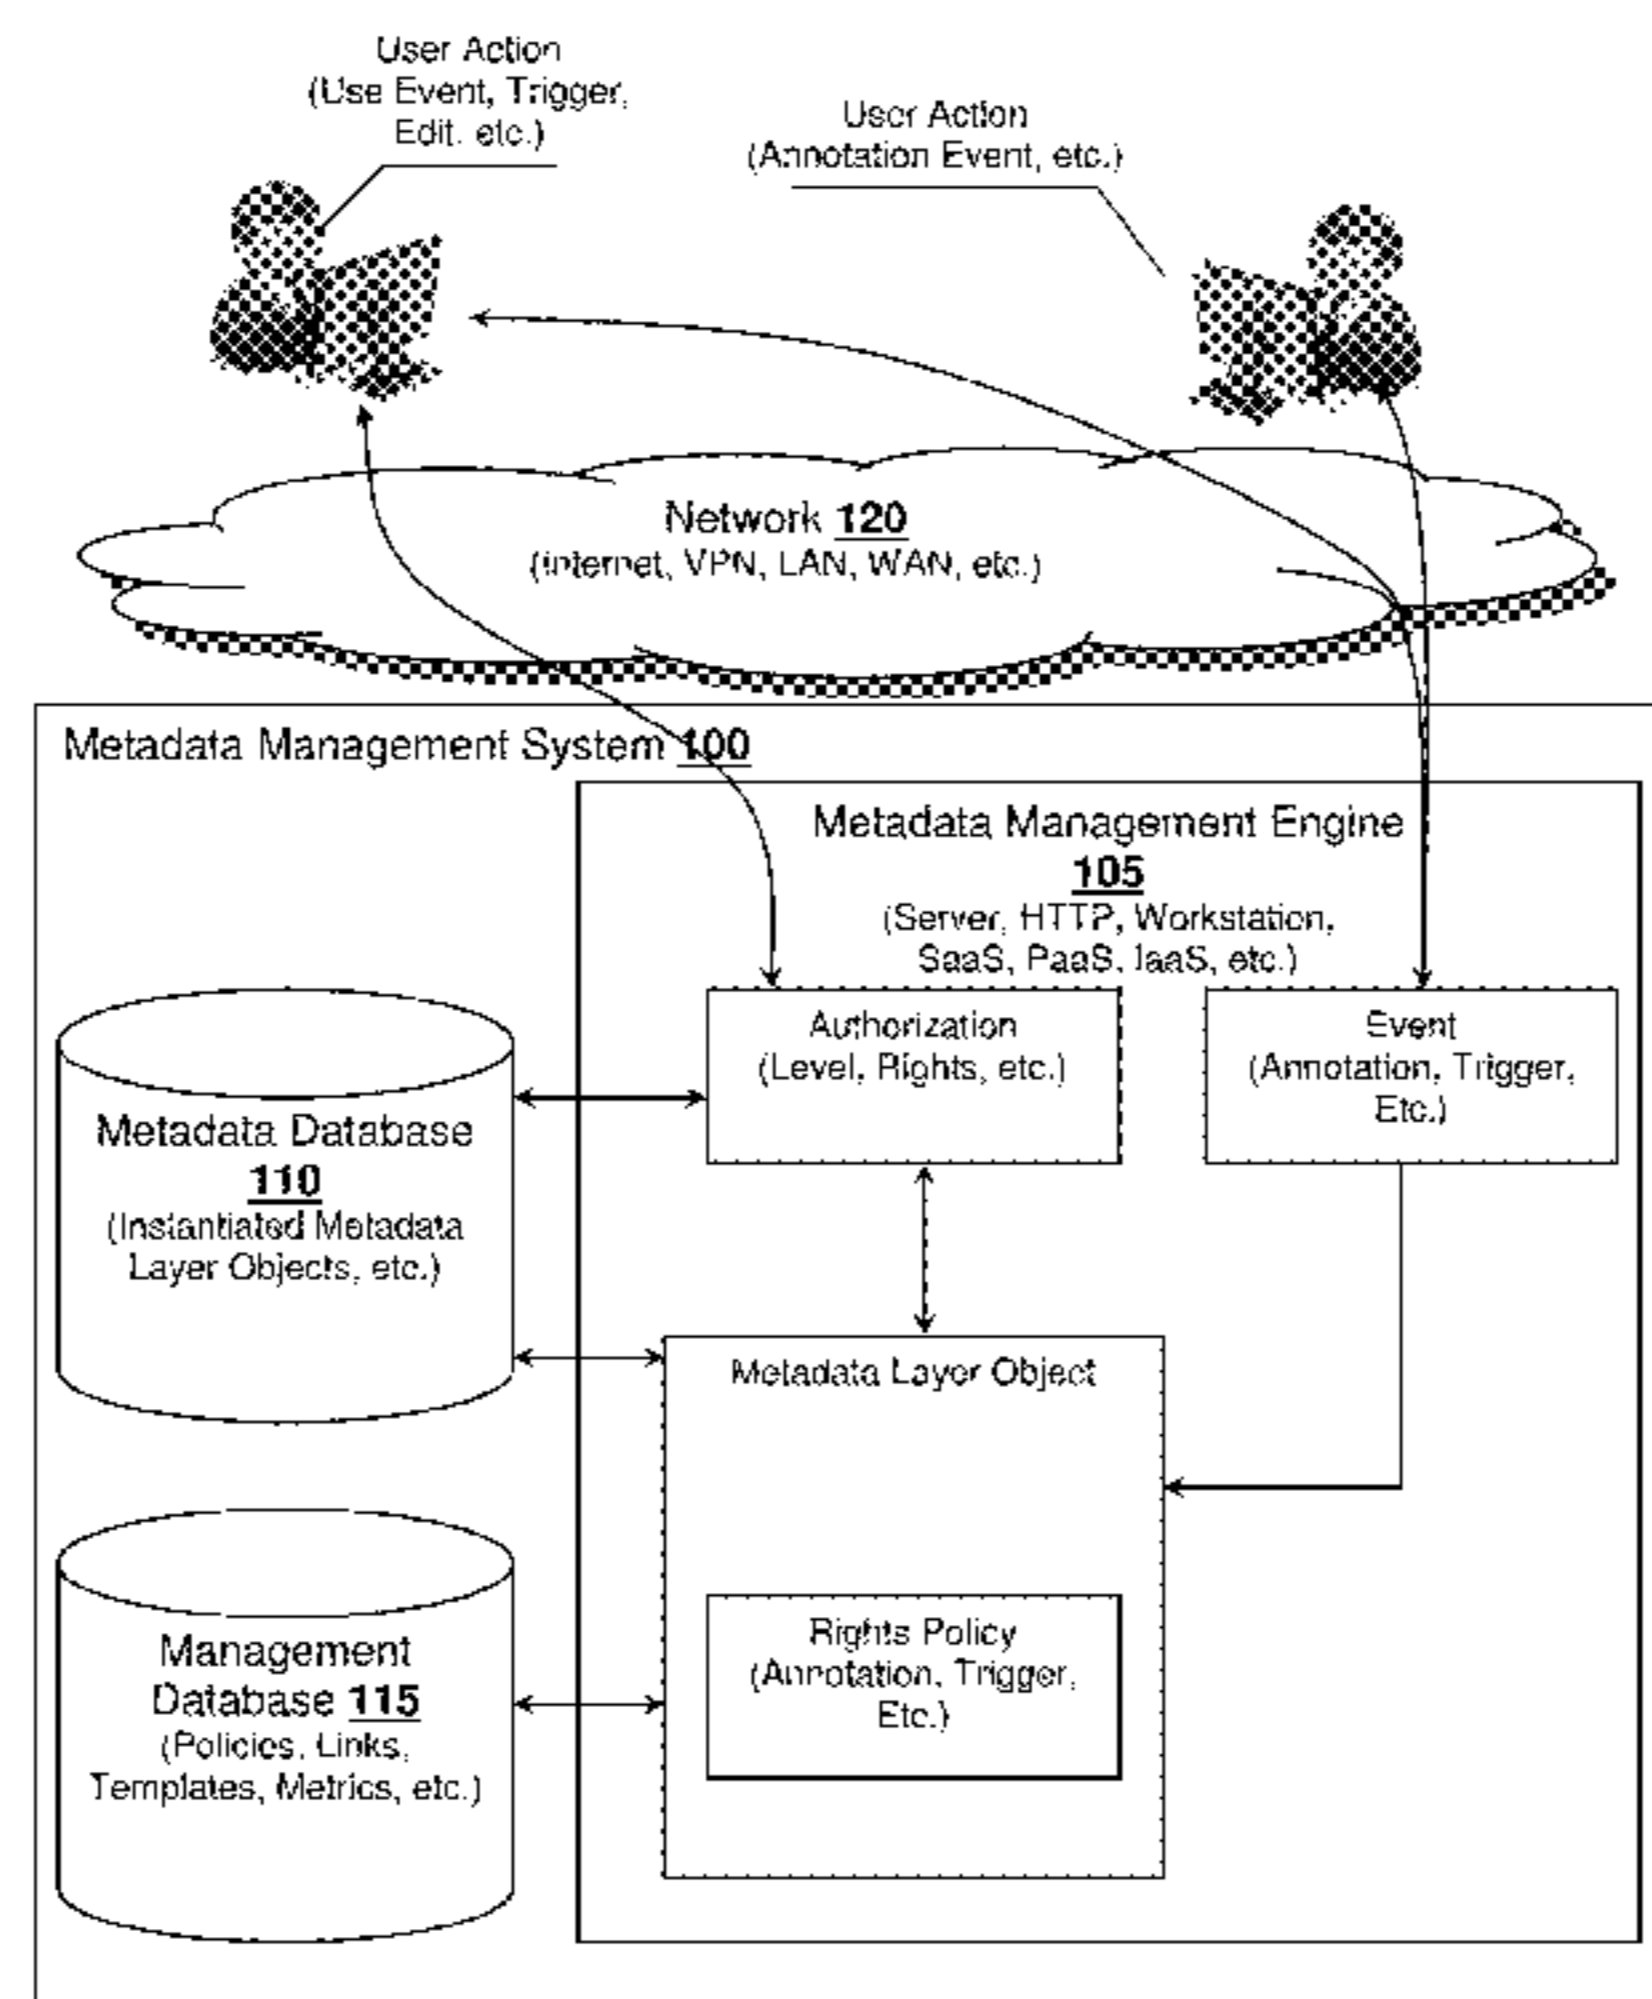 User Action
(Use Event, Trigger,
Edit. etc.)
User Action
(Annotation Event, etc.)
Network 120
(internet, VPN, LAN, WAN, etc.)
Metadata Management System 100
Metadata Management Engine
105
(Server, HTTP, Workstation,
SaaS, PaaS, IaaS, etc.)
Authorization
(Level, Rights, etc.)
Event
(Annotation, Trigger,
Etc.)
Metadata Database
110
(Instantiated Metadata
Layer Objects, etc.)
Metadata Layer Object
Rights Policy
(Annotation, Trigger,
Etc.)
Management
Database 115
(Policies, Links,
Templates, Metrics, etc.)